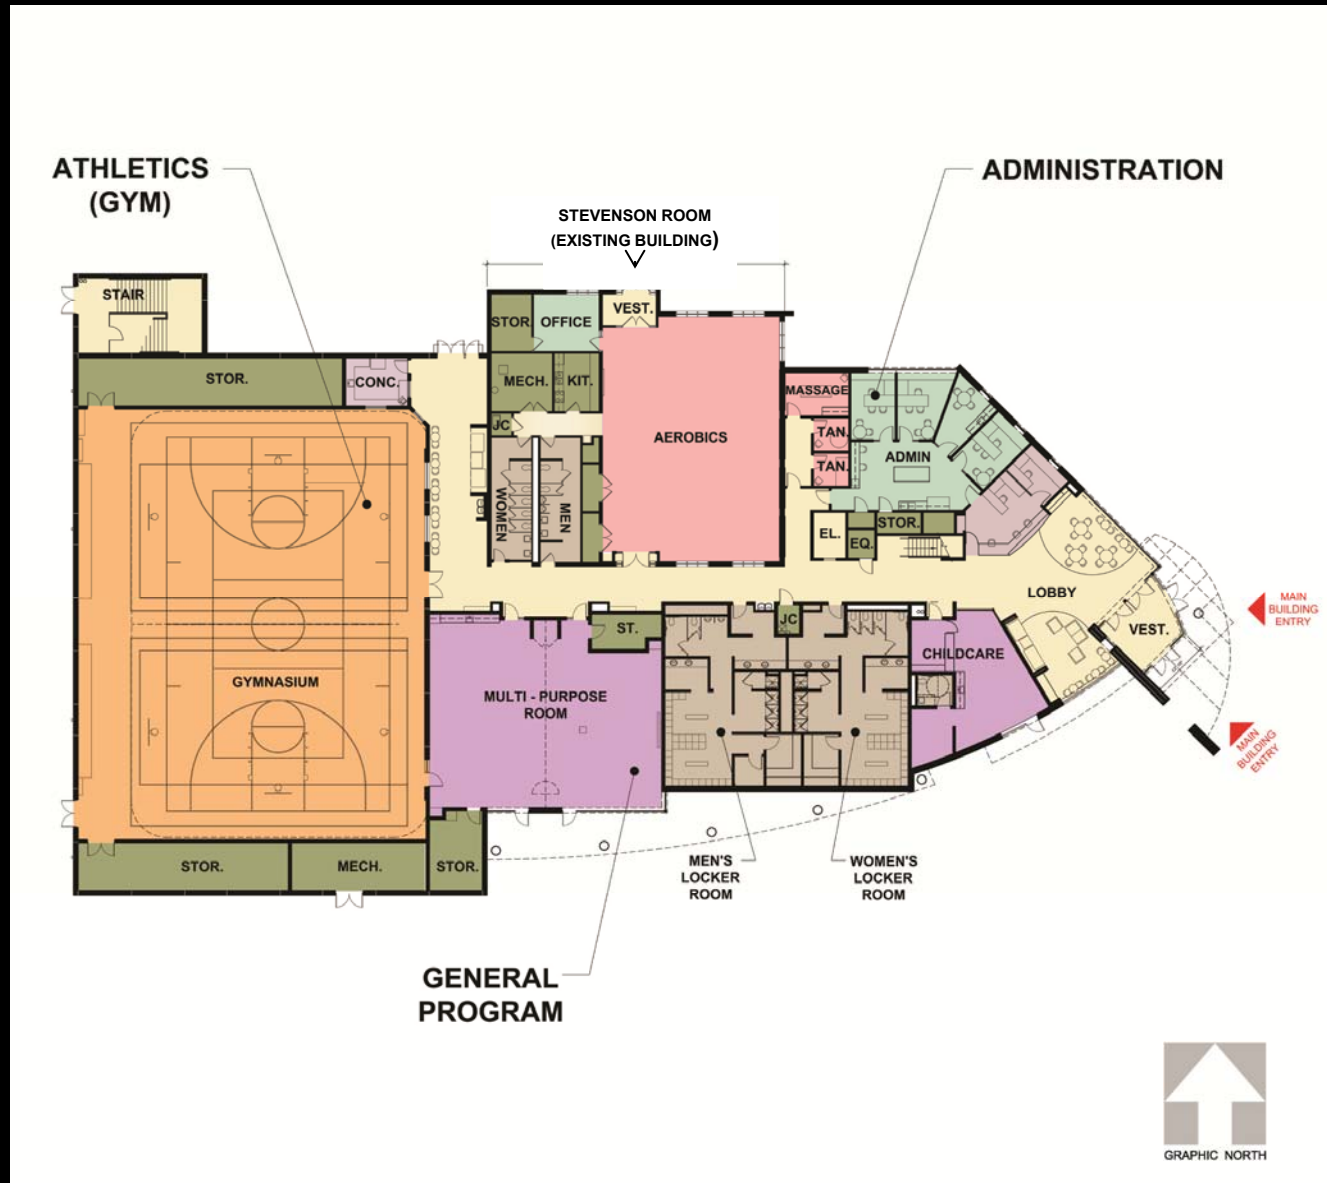 ATHLETICS
(GYM)
ADMINISTRATION
STEVENSON ROOM
(EXISTING BUILDING)
STAIR
VEST.
STOR.
OFFICE
STOR.
CONC.
MECH.
KIT.
MASSAGE
JC
TAN.
AEROBICS
ADMIN
TAN.
WOMEN
MEN
STOR.
EL.
EQ.
LOBBY
MAIN
BUILDING
ENTRY
JC
ST.
VEST.
CHILDCARE
GYMNASIUM
MULTI - PURPOSE
ROOM
MAIN
BUILDING
ENTRY
STOR.
MECH.
STOR.
MEN'S
LOCKER
ROOM
WOMEN'S
LOCKER
ROOM
GENERAL
PROGRAM
GRAPHIC NORTH